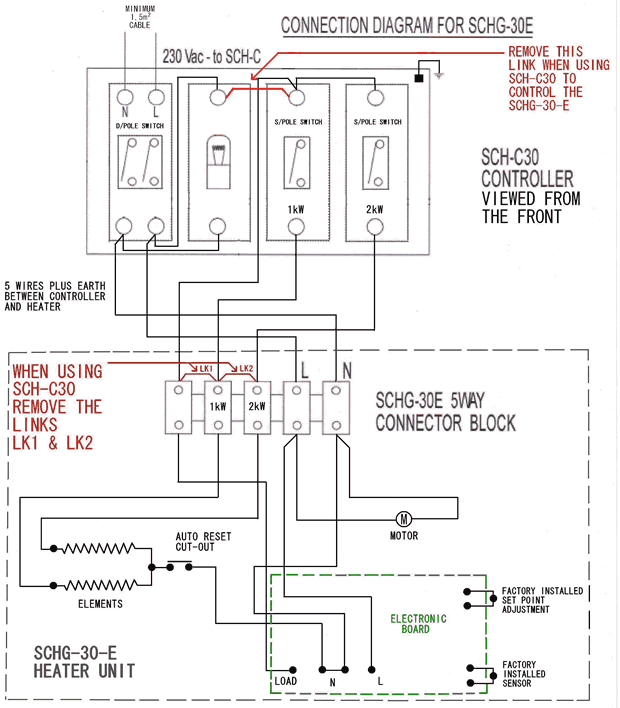 MINIMUM
1.5m²
CABLE
CONNECTION DIAGRAM FOR SCHG-30E
230 Vac - to SCH-C
REMOVE THIS
LINK WHEN USING
SCH-C30 TO
CONTROL THE
SCHG-30-E
N L
D/POLE SWITCH
S/POLE SWITCH
S/POLE SWITCH
1kW
2kW
SCH-C30
CONTROLLER
VIEWED FROM
THE FRONT
5 WIRES PLUS EARTH
BETWEEN CONTROLLER
AND HEATER
WHEN USING
SCH-C30
REMOVE THE
LINKS
LK1 & LK2
LK1
LK2
L
N
1kW
2kW
SCHG-30E 5WAY
CONNECTOR BLOCK
M
MOTOR
AUTO RESET
CUT-OUT
ELEMENTS
FACTORY INSTALLED
SET POINT
ADJUSTMENT
ELECTRONIC
BOARD
SCHG-30-E
HEATER UNIT
LOAD
N
L
FACTORY
INSTALLED
SENSOR